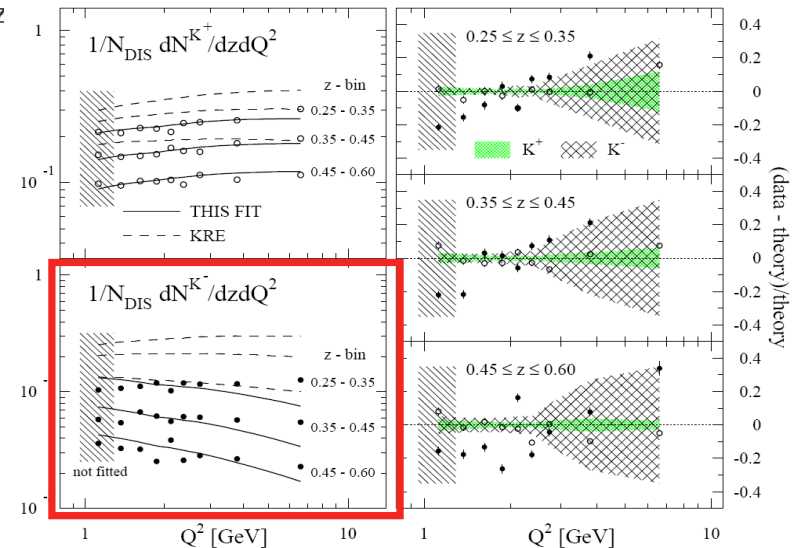 z
1/N_DIS dN^K+/dzdQ^2
z - bin
0.25 - 0.35
0.35 - 0.45
0.45 - 0.60
THIS FIT
KRE
1
10 -1
1/N_DIS dN^K-/dzdQ^2
z - bin
0.25 - 0.35
0.35 - 0.45
0.45 - 0.60
not fitted
1
10 -1
10 -
1 10
Q^2 [GeV]
0.25 ≤ z ≤ 0.35
K^+ K^-
0.4
0.2
0
-0.2
-0.4
0.35 ≤ z ≤ 0.45
0.4
0.2
0
-0.2
-0.4
0.45 ≤ z ≤ 0.60
0.4
0.2
0
-0.2
-0.4
1 10
Q^2 [GeV]
(data - theory)/theory